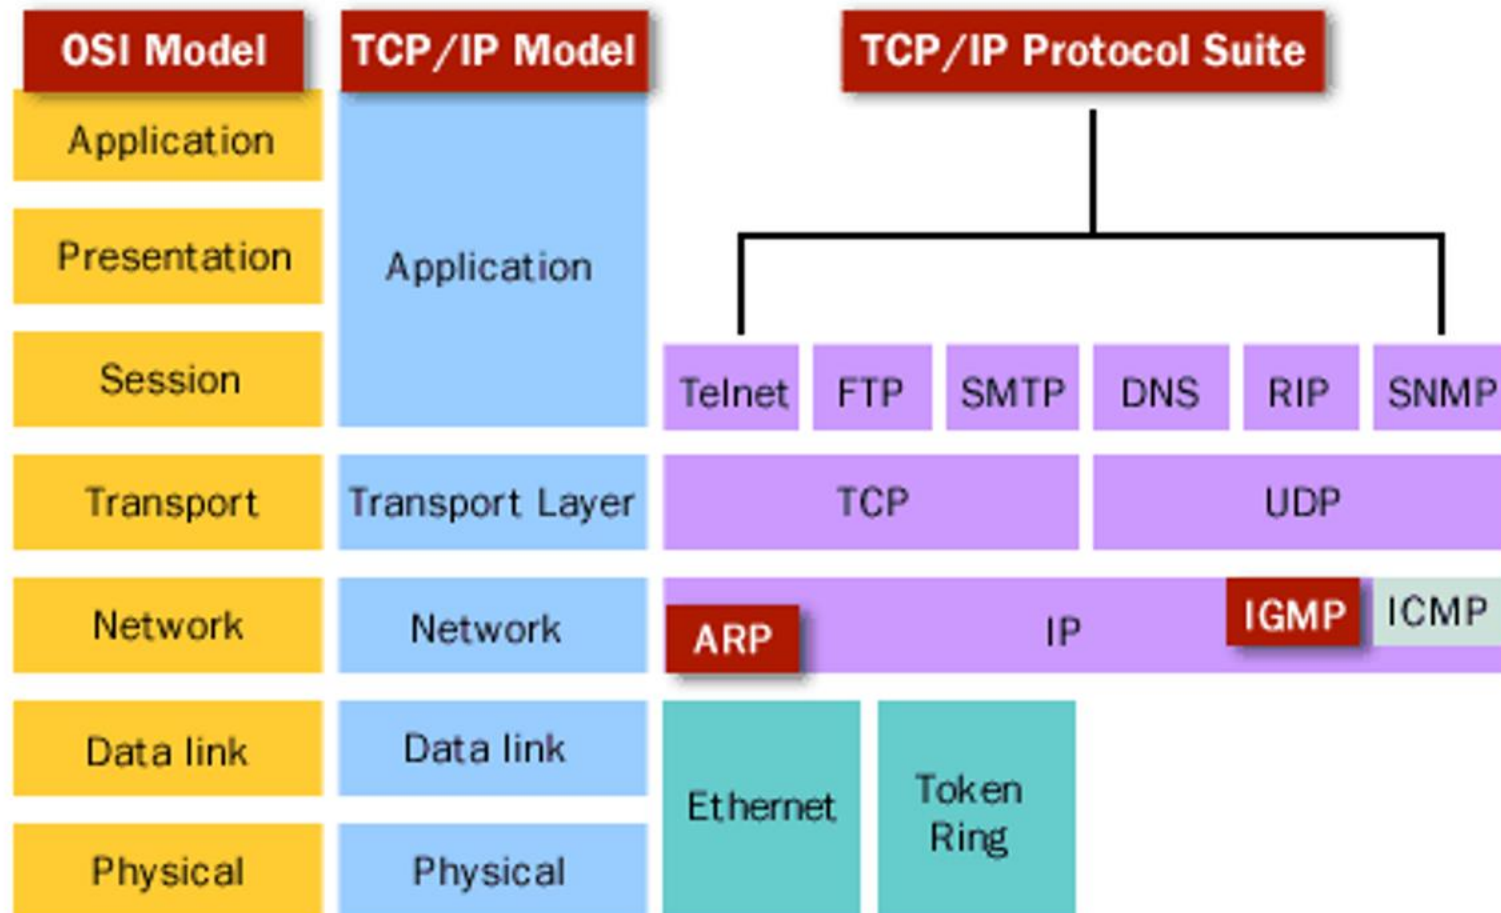 OSI Model
TCP/IP Model
TCP/IP Protocol Suite
Application
Presentation
Session
Transport
Network
Data link
Physical
Application
Transport Layer
Network
Data link
Physical
Telnet
FTP
SMTP
DNS
RIP
SNMP
TCP
UDP
ARP
IP
IGMP
ICMP
Ethernet
Token
Ring